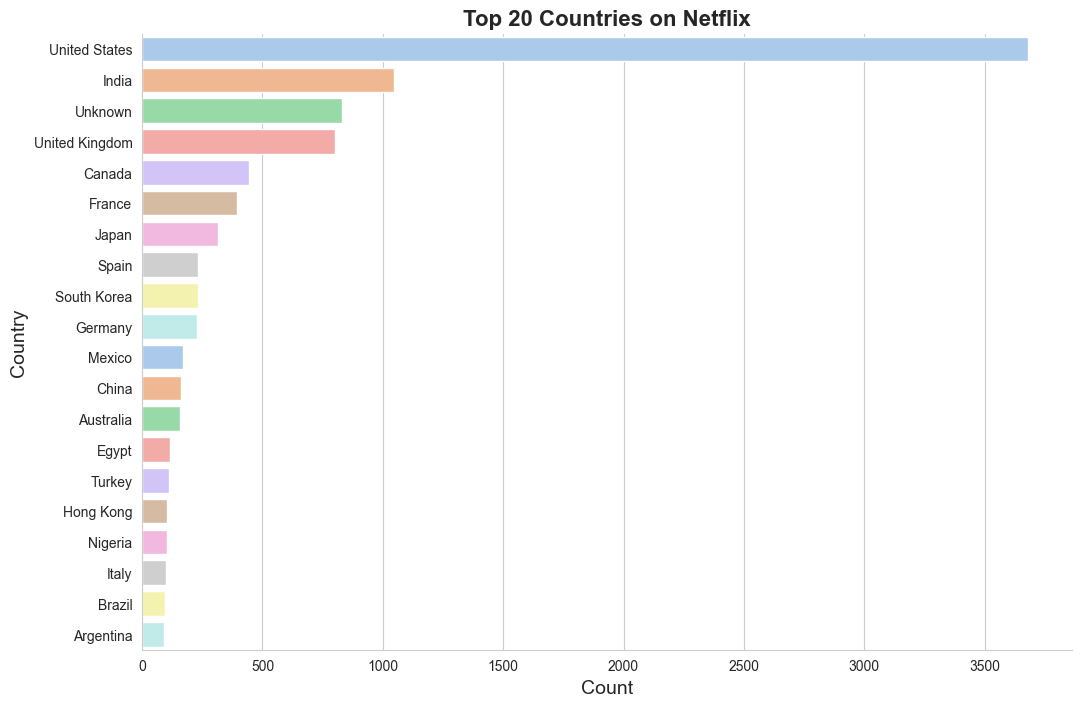 Top 20 Countries on Netflix
United States
India
Unknown
United Kingdom
Canada
France
Japan
Spain
South Korea
Germany
Mexico
China
Australia
Egypt
Turkey
Hong Kong
Nigeria
Italy
Brazil
Argentina
Country
0 500 1000 1500 2000 2500 3000 3500
Count